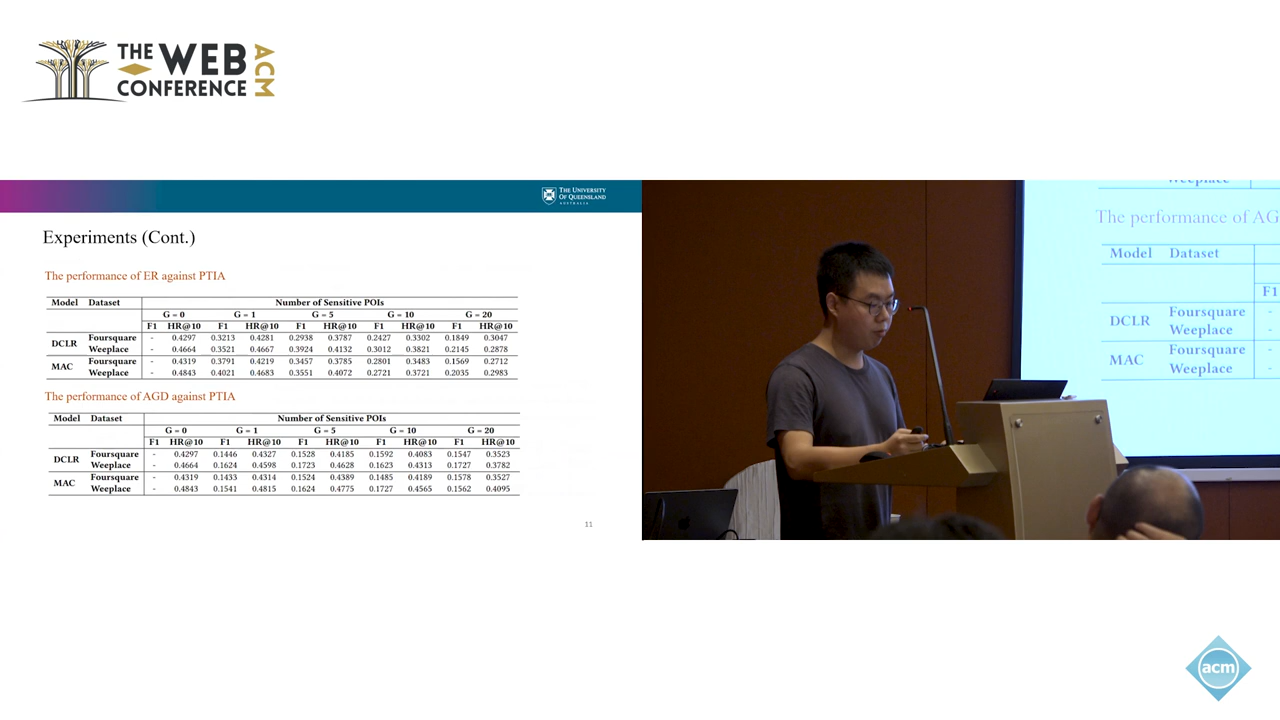 THE WEB
CONFERENCE
ACM
THE UNIVERSITY
OF QUEENSLAND
AUSTRALIA
Experiments (Cont.)
The performance of ER against PTIA
Model Dataset Number of Sensitive POIs
G = 0 G = 1 G = 5 G = 10 G = 20
F1 HR@10 F1 HR@10 F1 HR@10 F1 HR@10 F1 HR@10
DCLR
Foursquare - 0.4297 0.3213 0.4281 0.2938 0.3787 0.2427 0.3302 0.1849 0.3047
Weeplace - 0.4664 0.3521 0.4667 0.3924 0.4132 0.3012 0.3821 0.2145 0.2878
MAC
Foursquare - 0.4319 0.3791 0.4219 0.3457 0.3785 0.2801 0.3483 0.1569 0.2712
Weeplace - 0.4843 0.4021 0.4683 0.3551 0.4072 0.2721 0.3721 0.2035 0.2983
The performance of AGD against PTIA
Model Dataset Number of Sensitive POIs
G = 0 G = 1 G = 5 G = 10 G = 20
F1 HR@10 F1 HR@10 F1 HR@10 F1 HR@10 F1 HR@10
DCLR
Foursquare - 0.4297 0.1446 0.4327 0.1528 0.4185 0.1592 0.4083 0.1547 0.3523
Weeplace - 0.4664 0.1624 0.4598 0.1723 0.4628 0.1623 0.4313 0.1727 0.3782
MAC
Foursquare - 0.4319 0.1433 0.4314 0.1524 0.4389 0.1485 0.4189 0.1578 0.3527
Weeplace - 0.4843 0.1541 0.4815 0.1624 0.4775 0.1727 0.4565 0.1562 0.4095
11
Weeplace
The performance of AG
Model Dataset
F1
DCLR
Foursquare -
Weeplace -
MAC
Foursquare -
Weeplace -
acm